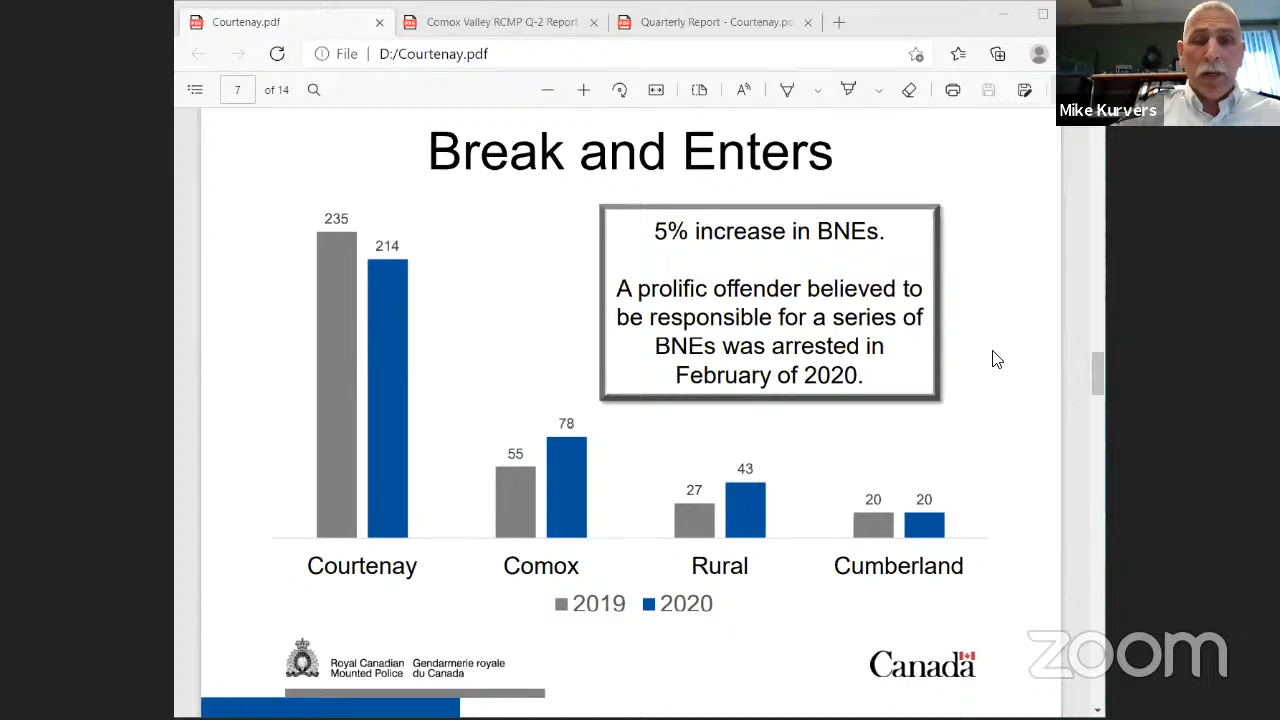 Courtenay.pdf
Comox Valley RCMP Q-2 Report
Quarterly Report - Courtenay.pd
File
D:/Courtenay.pdf
7
of 14
Mike Kurvers
Break and Enters
235
214
5% increase in BNEs.
A prolific offender believed to
be responsible for a series of
BNEs was arrested in
February of 2020.
55
78
27
43
20
20
Courtenay
Comox
Rural
Cumberland
2019
2020
Royal Canadian Gendarmerie royale
Mounted Police du Canada
Canada
zoom